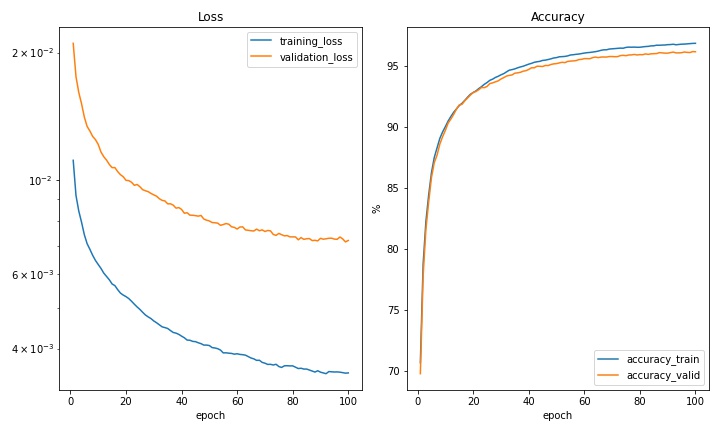 Loss
2 × 10⁻²
10⁻²
6 × 10⁻³
4 × 10⁻³
training_loss
validation_loss
0 20 40 60 80 100
epoch
Accuracy
%
95
90
85
80
75
70
accuracy_train
accuracy_valid
0 20 40 60 80 100
epoch